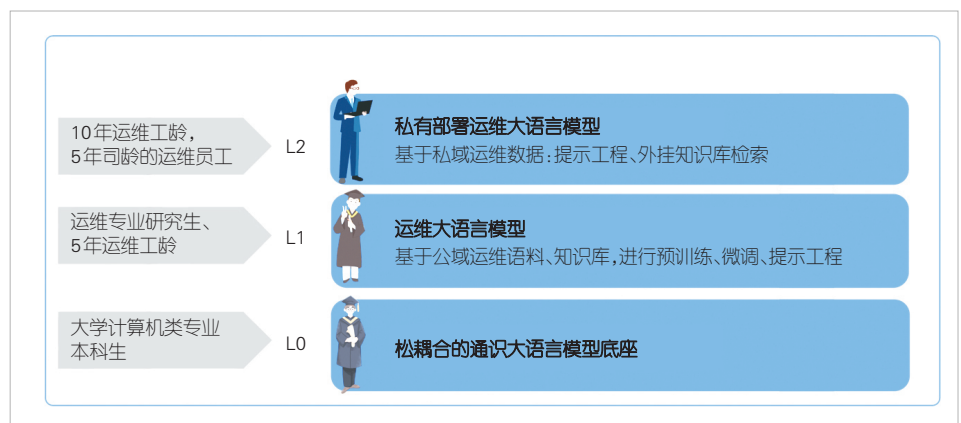 10年运维工龄，
5年司龄的运维员工
L2
私有部署运维大语言模型
基于私域运维数据：提示工程、外挂知识库检索
运维专业研究生、
5年运维工龄
L1
运维大语言模型
基于公域运维语料、知识库，进行预训练、微调、提示工程
大学计算机类专业
本科生
L0
松耦合的通识大语言模型底座